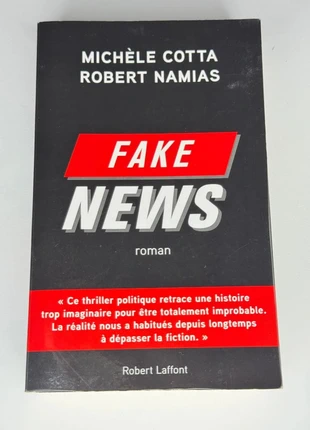 MICHÈLE COTTA
ROBERT NAMIAS
FAKE
NEWS
roman
« Ce thriller politique retrace une histoire
trop imaginaire pour être totalement improbable.
La réalité nous a habitués depuis longtemps
à dépasser la fiction. »
Robert Laffont